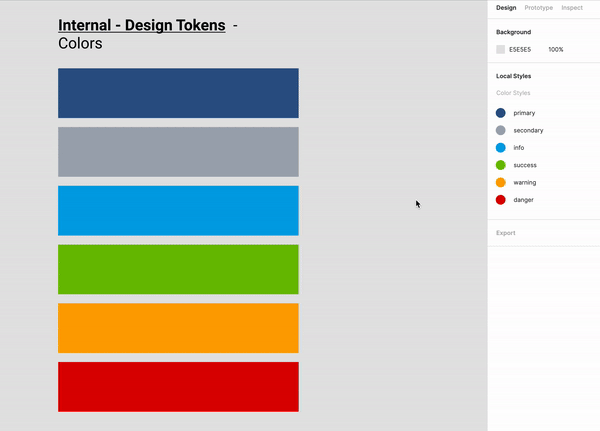 Internal - Design Tokens -
Colors
Design Prototype Inspect
Background
E5E5E5 100%
Local Styles
Color Styles
primary
secondary
info
success
warning
danger
Export